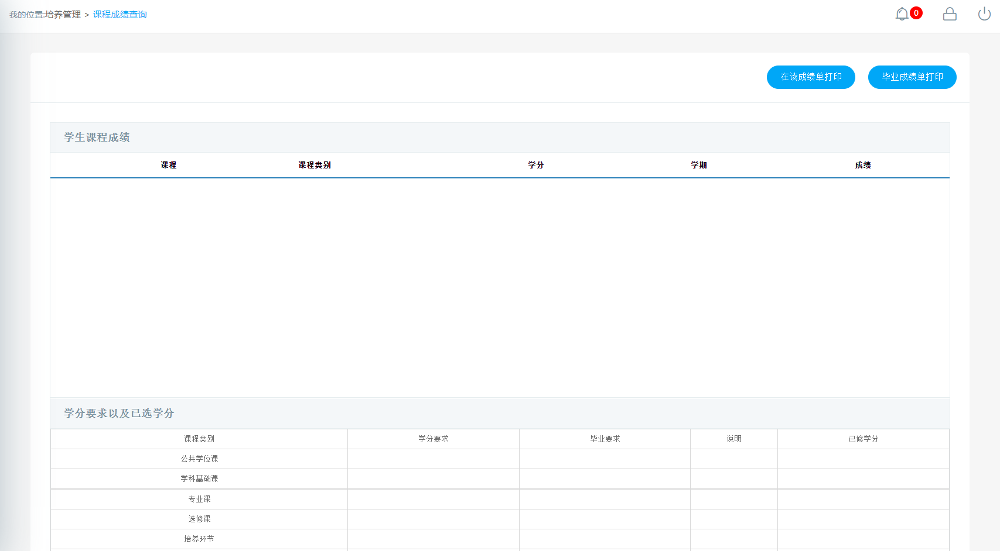 我的位置:培养管理 > 课程成绩查询
0
在读成绩单打印 毕业成绩单打印
学生课程成绩
课程 课程类别 学分 学期 成绩
学分要求以及已选学分
课程类别 学分要求 毕业要求 说明 已修学分
公共学位课
学科基础课
专业课
选修课
培养环节